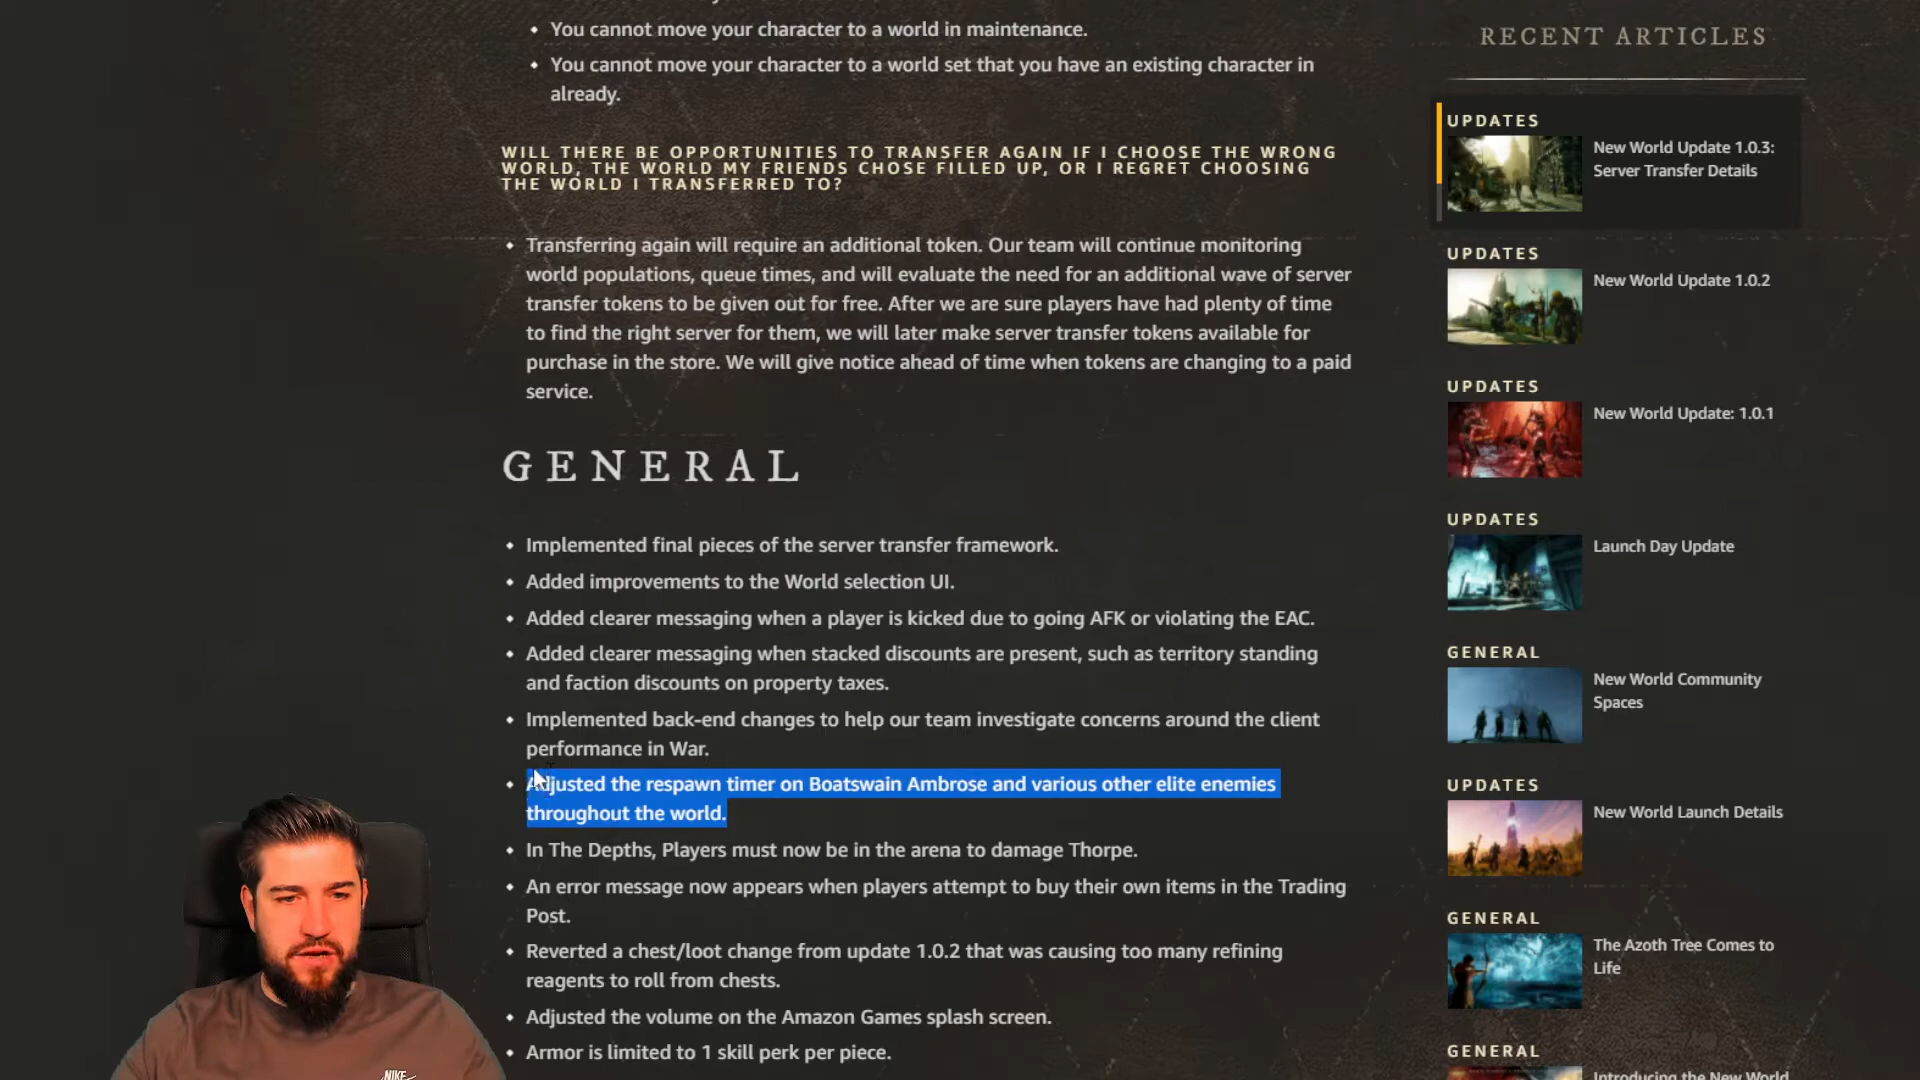 You cannot move your character to a world in maintenance.
You cannot move your character to a world set that you have an existing character in
already.
WILL THERE BE OPPORTUNITIES TO TRANSFER AGAIN IF I CHOOSE THE WRONG
WORLD, THE WORLD MY FRIENDS CHOSE FILLED UP, OR I REGRET CHOOSING
THE WORLD I TRANSFERRED TO?
Transferring again will require an additional token. Our team will continue monitoring
world populations, queue times, and will evaluate the need for an additional wave of server
transfer tokens to be given out for free. After we are sure players have had plenty of time
to find the right server for them, we will later make server transfer tokens available for
purchase in the store. We will give notice ahead of time when tokens are changing to a paid
service.
GENERAL
Implemented final pieces of the server transfer framework.
Added improvements to the World selection UI.
Added clearer messaging when a player is kicked due to going AFK or violating the EAC.
Added clearer messaging when stacked discounts are present, such as territory standing
and faction discounts on property taxes.
Implemented back-end changes to help our team investigate concerns around the client
performance in War.
Adjusted the respawn timer on Boatswain Ambrose and various other elite enemies
throughout the world.
In The Depths, Players must now be in the arena to damage Thorpe.
An error message now appears when players attempt to buy their own items in the Trading
Post.
Reverted a chest/loot change from update 1.0.2 that was causing too many refining
reagents to roll from chests.
Adjusted the volume on the Amazon Games splash screen.
Armor is limited to 1 skill perk per piece.
RECENT ARTICLES
UPDATES
New World Update 1.0.3:
Server Transfer Details
UPDATES
New World Update 1.0.2
UPDATES
New World Update: 1.0.1
UPDATES
Launch Day Update
GENERAL
New World Community
Spaces
UPDATES
New World Launch Details
GENERAL
The Azoth Tree Comes to
Life
GENERAL
Introducing the New World
NIKE